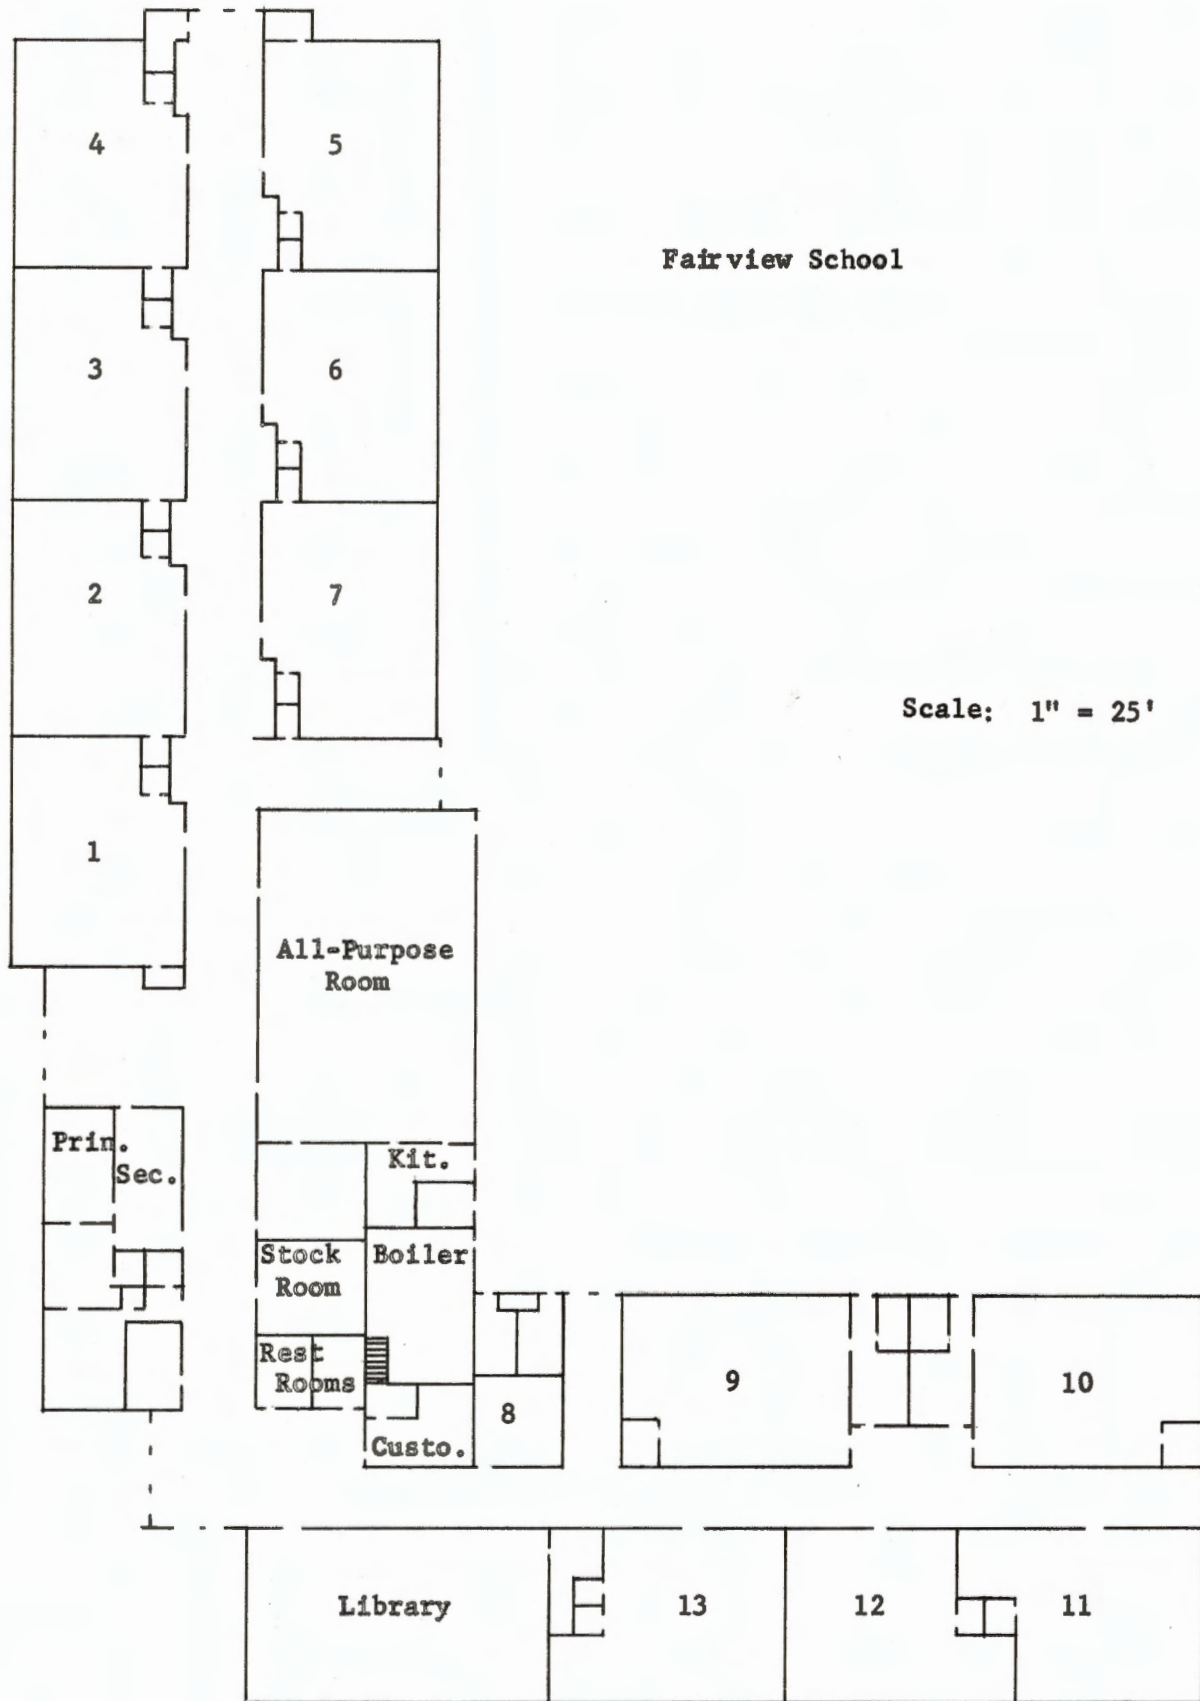 4
5
Fairview School
3
6
2
7
Scale: 1" = 25'
1
All-Purpose
Room
Prin.
Sec.
Kit.
Stock
Room
Boiler
Rest
Rooms
8
9
10
Custo.
Library
13
12
11